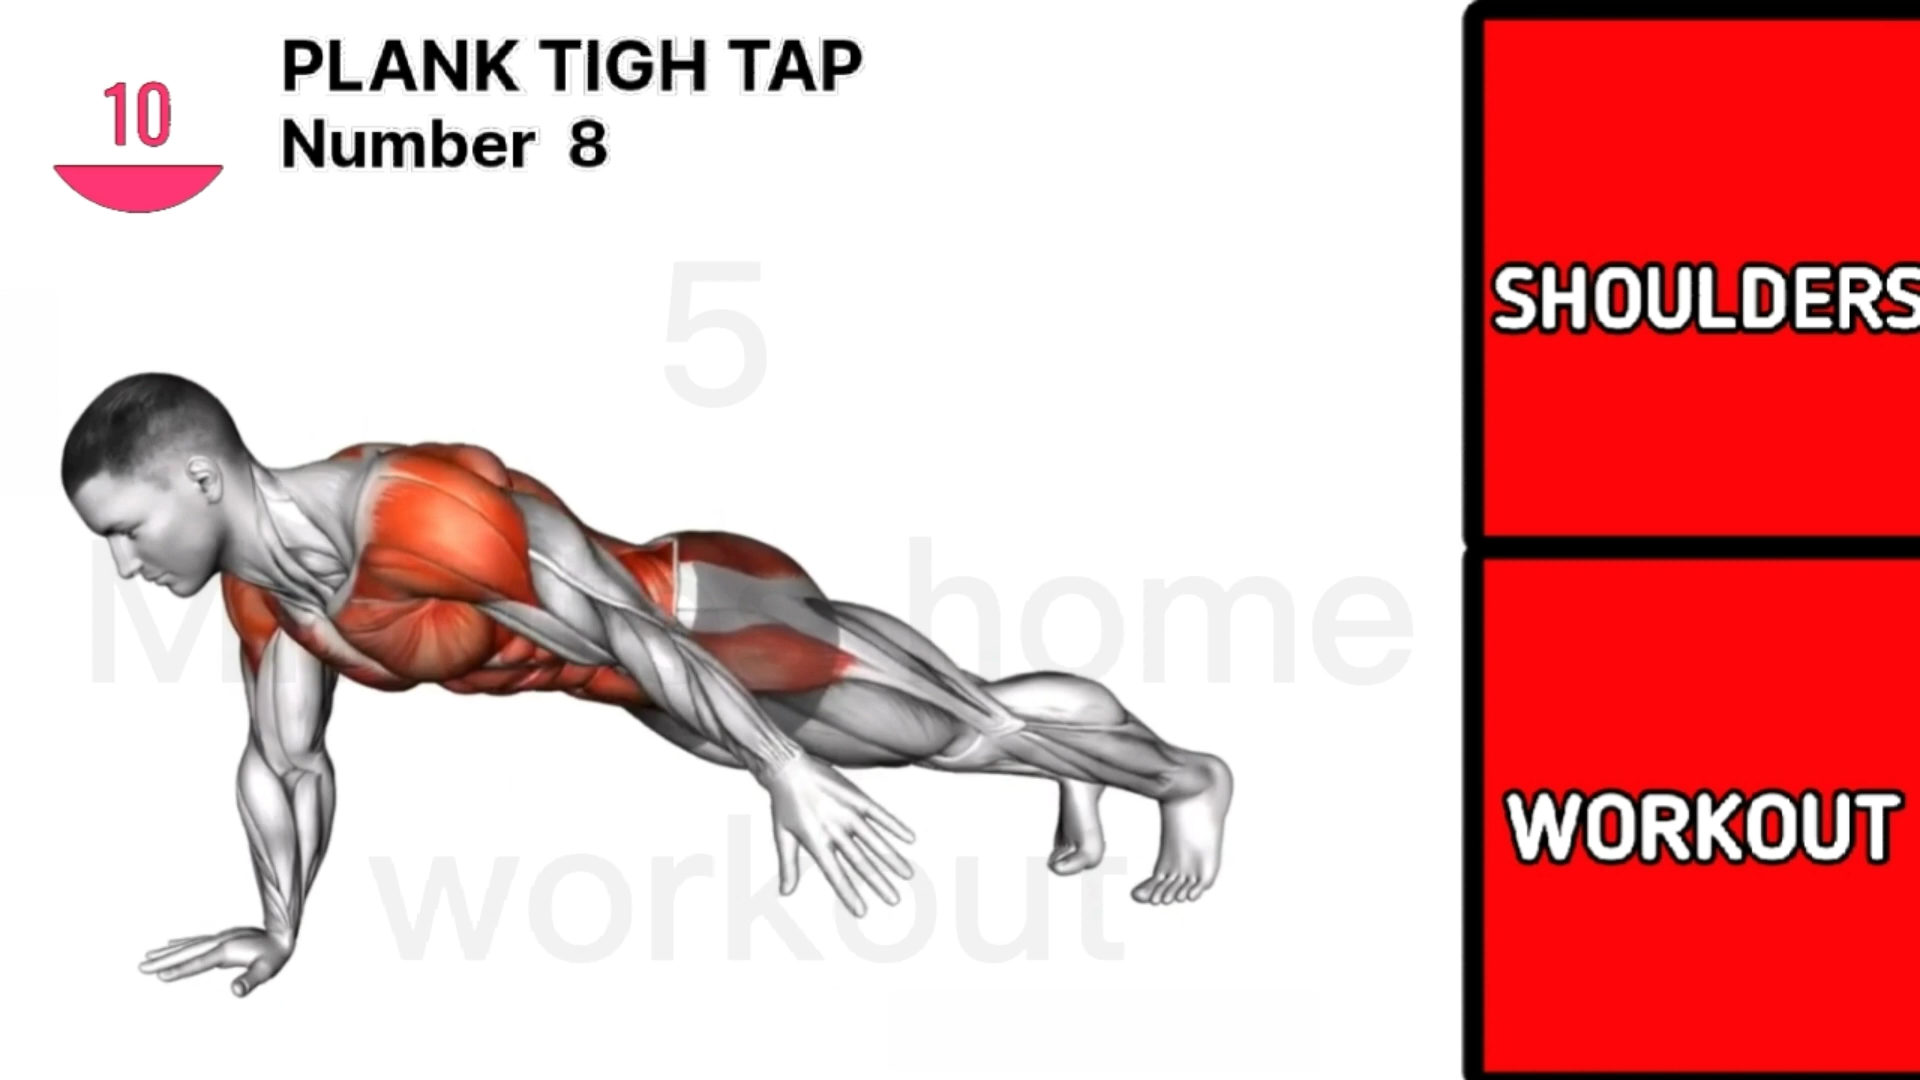 10
PLANK TIGH TAP
Number 8
5
home
workout
SHOULDERS
WORKOUT